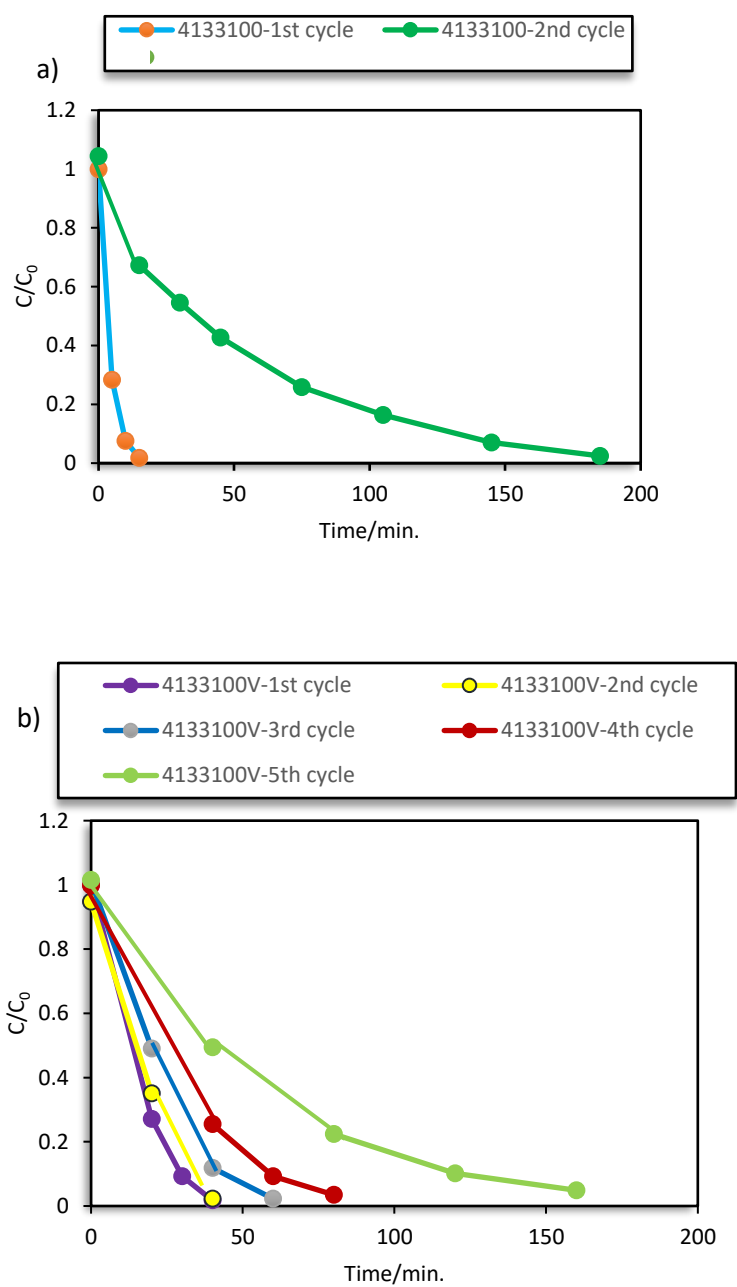 4133100-1st cycle 4133100-2nd cycle
a)
1.2
1
0.8
0.6
0.4
0.2
0
C/C0
0 50 100 150 200
Time/min.
4133100V-1st cycle 4133100V-2nd cycle
b)
4133100V-3rd cycle 4133100V-4th cycle
4133100V-5th cycle
1.2
1
0.8
0.6
0.4
0.2
0
C/C0
0 50 100 150 200
Time/min.